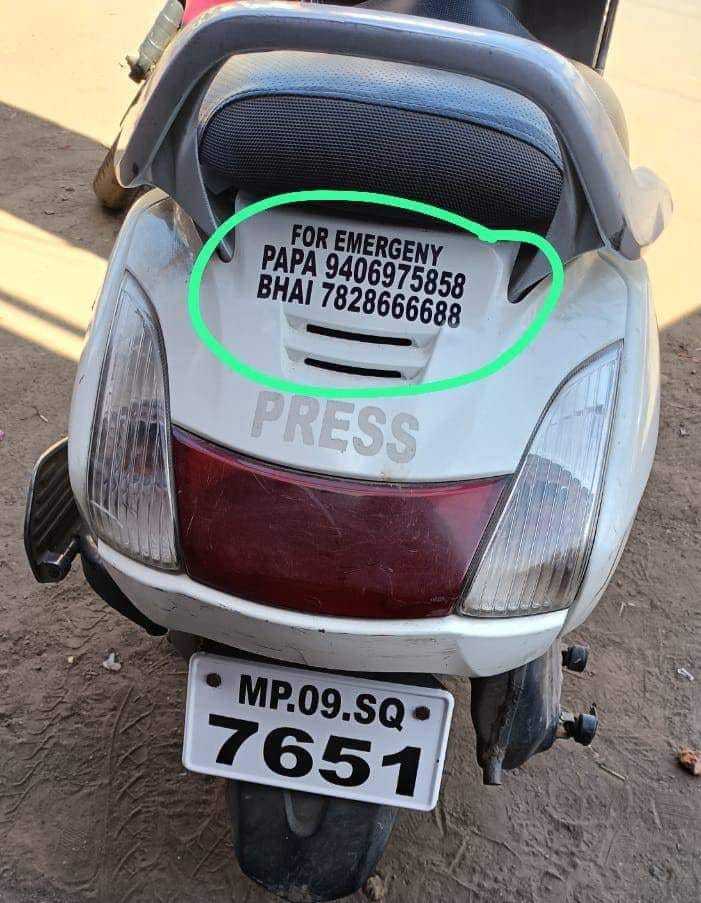 FOR EMERGENY
PAPA 9406975858
BHAI 7828666688
PRESS
MP.09.SQ
7651